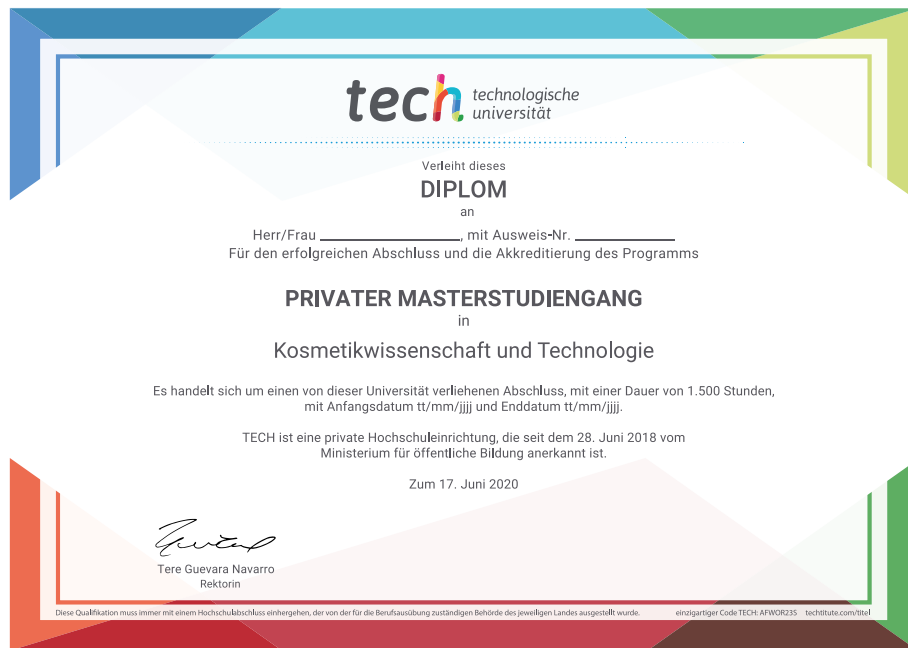 tech technologische
universität
Verleiht dieses
DIPLOM
an
Herr/Frau ____________, mit Ausweis-Nr. ____________
Für den erfolgreichen Abschluss und die Akkreditierung des Programms
PRIVATER MASTERSTUDIENGANG
in
Kosmetikwissenschaft und Technologie
Es handelt sich um einen von dieser Universität verliehenen Abschluss, mit einer Dauer von 1.500 Stunden,
mit Anfangsdatum tt/mm/jjjj und Enddatum tt/mm/jjjj.
TECH ist eine private Hochschuleinrichtung, die seit dem 28. Juni 2018 vom
Ministerium für öffentliche Bildung anerkannt ist.
Zum 17. Juni 2020
Tere Guevara Navarro
Rektorin
Diese Qualifikation muss immer mit einem Hochschulabschluss einhergehen, der von der für die Berufsausübung zuständigen Behörde des jeweiligen Landes ausgestellt wurde. einzigartiger Code TECH: AFWOR23S techtitute.com/titel